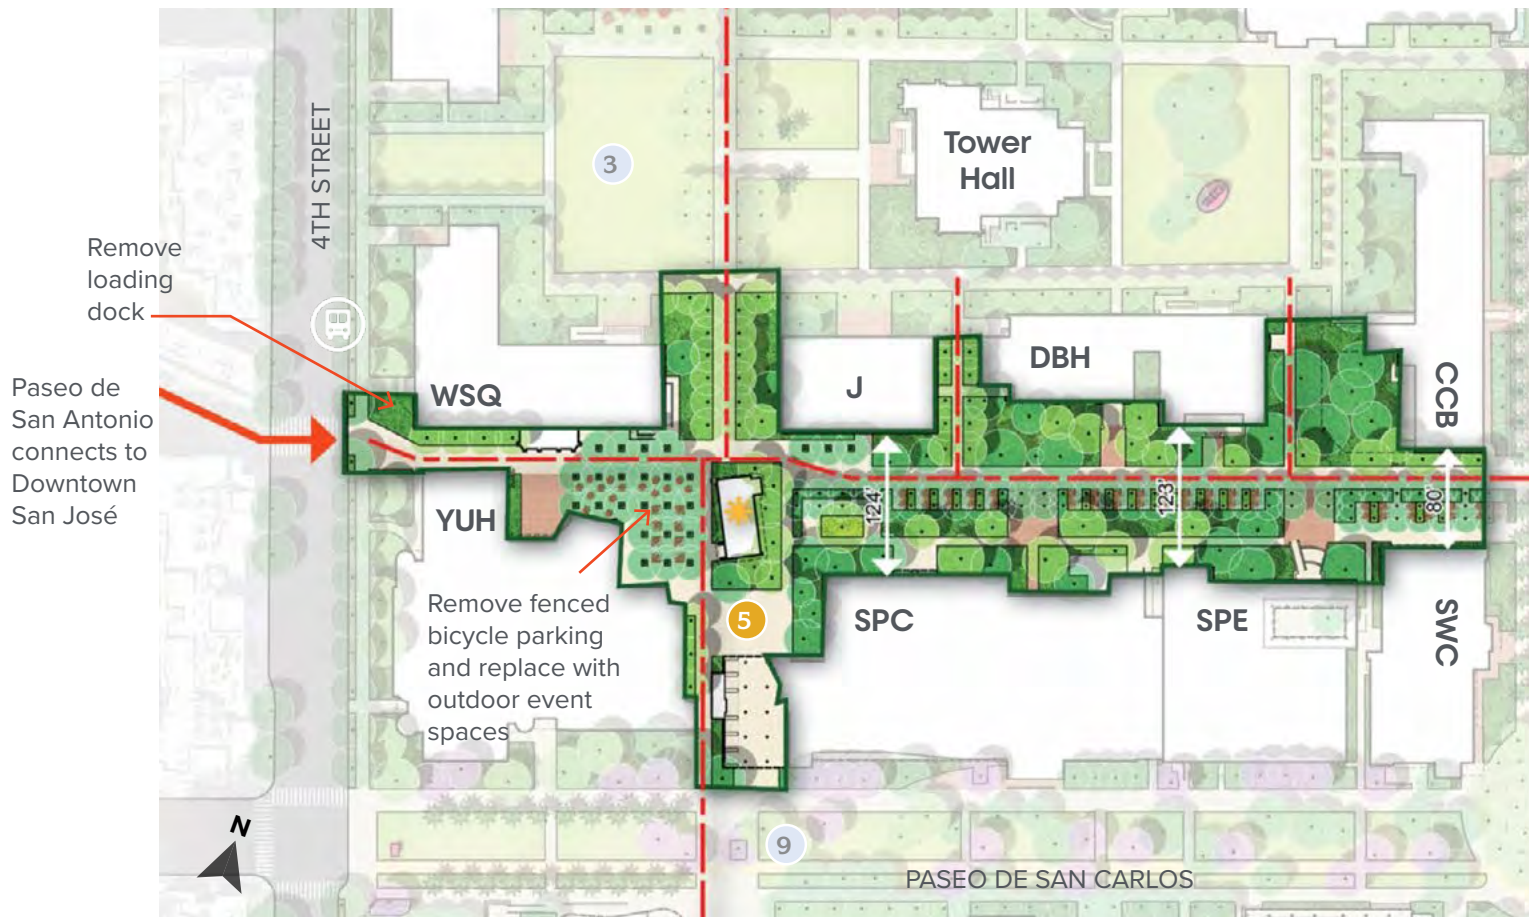 4TH STREET
3
Tower
Hall
Remove
loading
dock
Paseo de
San Antonio
connects to
Downtown
San José
WSQ
J
DBH
CCB
YUH
124'
123'
80'
Remove fenced
bicycle parking
and replace with
outdoor event
spaces
5
SPC
SPE
SWC
N
9
PASEO DE SAN CARLOS